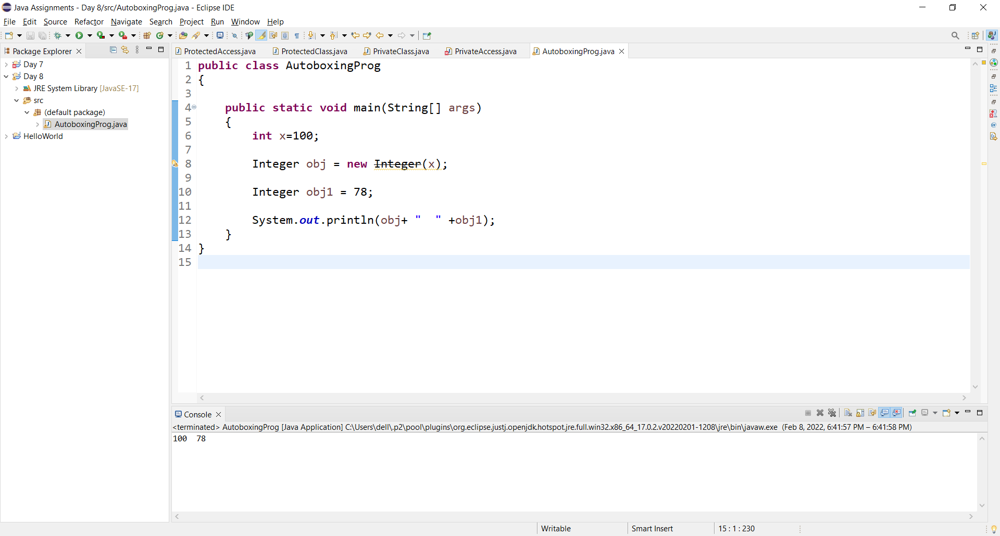 Java Assignments - Day 8/src/AutoboxingProg.java - Eclipse IDE
File Edit Source Refactor Navigate Search Project Run Window Help
Package Explorer
ProtectedAccess.java ProtectedClass.java PrivateClass.java PrivateAccess.java AutoboxingProg.java
Day 7
Day 8
JRE System Library [JavaSE-17]
src
(default package)
AutoboxingProg.java
HelloWorld
1 public class AutoboxingProg
2 {
3
4 public static void main(String[] args)
5 {
6 int x=100;
7
8 Integer obj = new Integer(x);
9
10 Integer obj1 = 78;
11
12 System.out.println(obj+ "  " +obj1);
13 }
14 }
15
Console
<terminated> AutoboxingProg [Java Application] C:\Users\dell\.p2\pool\plugins\org.eclipse.justj.openjdk.hotspot.jre.full.win32.x86_64_17.0.2.v20220201-1208\jre\bin\javaw.exe (Feb 8, 2022, 6:41:57 PM – 6:41:58 PM)
100  78
Writable Smart Insert 15 : 1 : 230